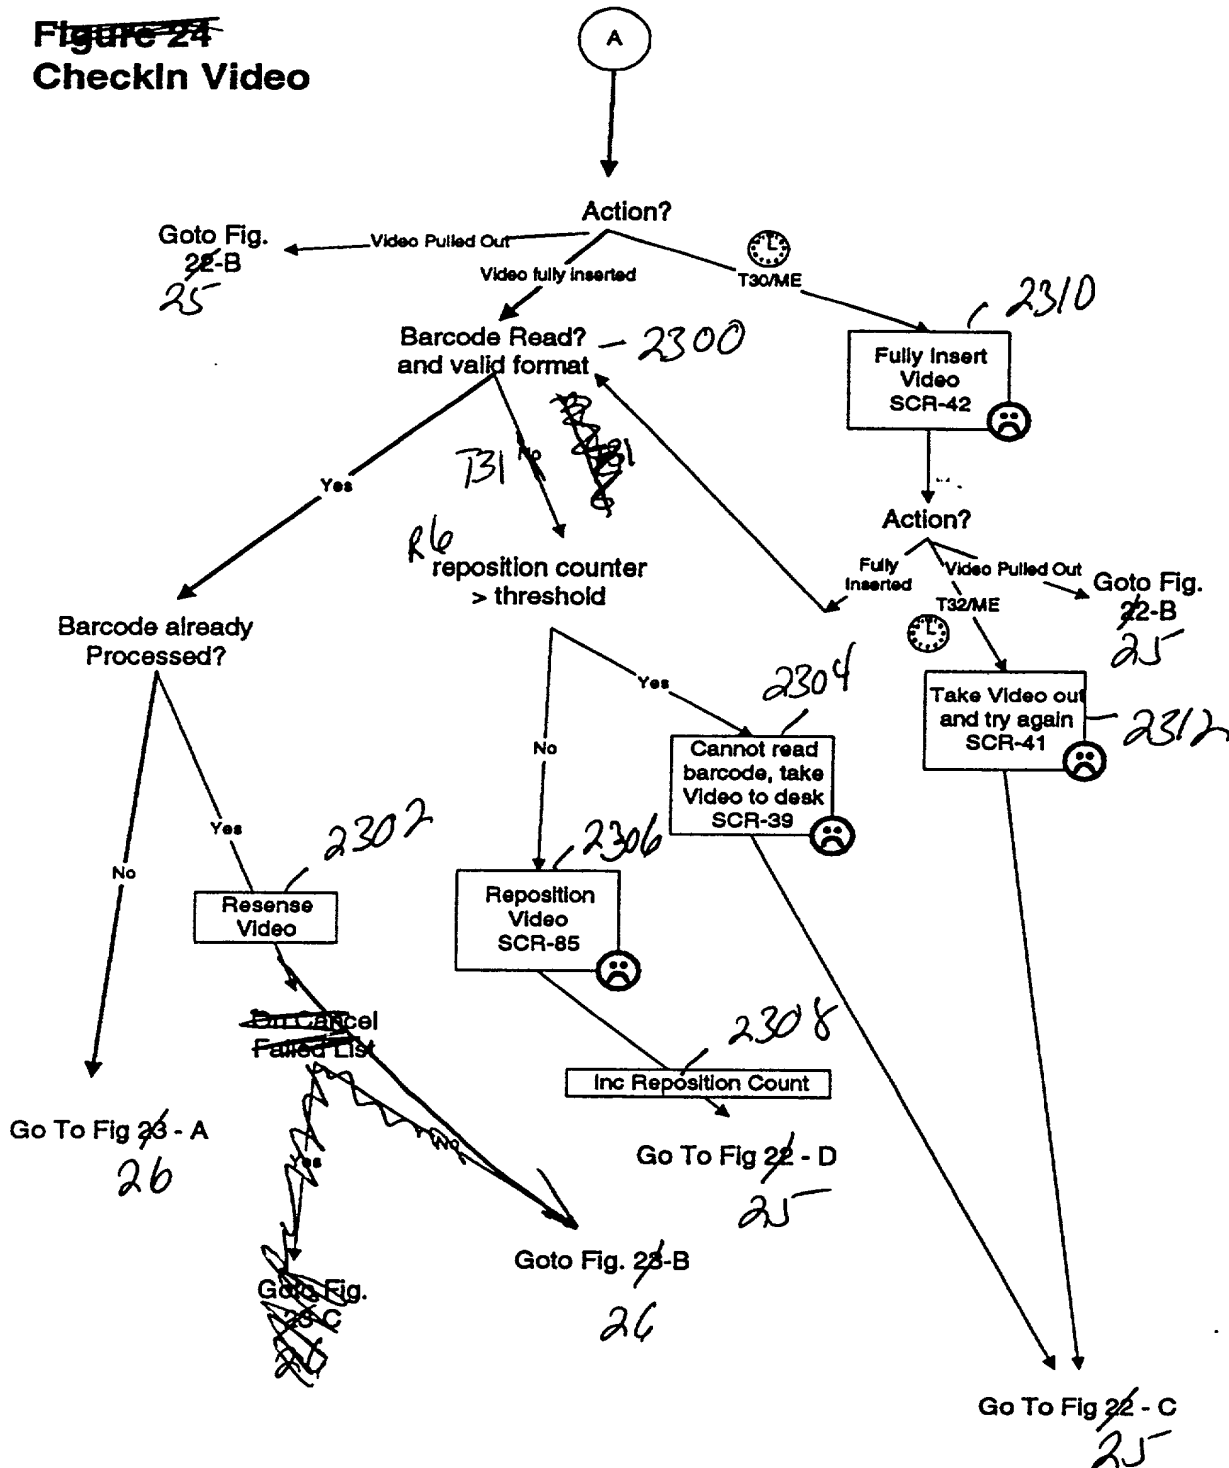 Figure 24
CheckIn Video
A
Action?
Goto Fig.
22-B
25
Video Pulled Out
Video fully inserted
T30/ME
2310
Barcode Read?
and valid format
2300
Fully Insert
Video
SCR-42
T31
No
Yes
Action?
R6
reposition counter
> threshold
Fully
Inserted
Video Pulled Out
T32/ME
Goto Fig.
22-B
25
Barcode already
Processed?
Yes
2304
Take Video out
and try again
SCR-41
2312
No
Cannot read
barcode, take
Video to desk
SCR-39
Yes
2302
2306
No
Resense
Video
Reposition
Video
SCR-85
On Cancel
Failed List
2308
Inc Reposition Count
Go To Fig 23 - A
26
No
Yes
Go To Fig 22 - D
25
Goto Fig. 23-B
26
Goto Fig.
23 C
Go To Fig 22 - C
25